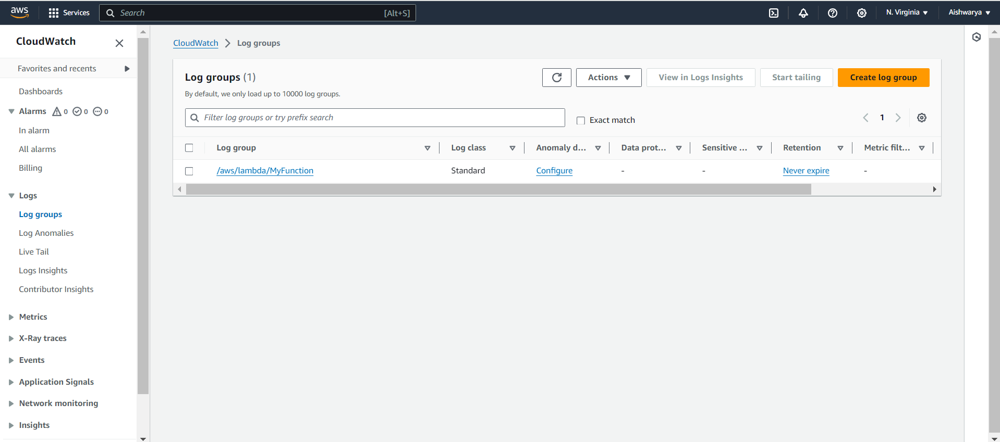 aws Services Search [Alt+S] N. Virginia Aishwarya
CloudWatch
Favorites and recents
Dashboards
Alarms 0 0 0
In alarm
All alarms
Billing
Logs
Log groups
Log Anomalies
Live Tail
Logs Insights
Contributor Insights
Metrics
X-Ray traces
Events
Application Signals
Network monitoring
Insights
CloudWatch Log groups
Log groups (1) Actions View in Logs Insights Start tailing Create log group
By default, we only load up to 10000 log groups.
Filter log groups or try prefix search Exact match 1
Log group Log class Anomaly d... Data prot... Sensitive ... Retention Metric filt...
/aws/lambda/MyFunction Standard Configure - - Never expire -